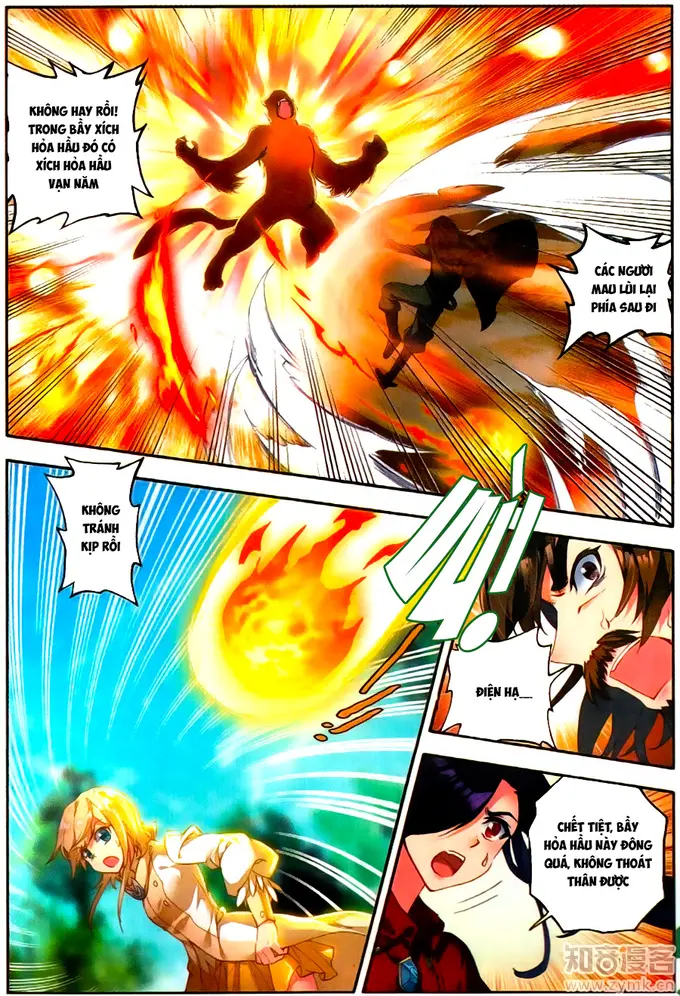 KHÔNG HAY RỒI!
TRONG BẦY XÍCH
HỎA HẦU ĐÓ CÓ
XÍCH HỎA HẦU
VẠN NĂM
CÁC NGƯƠI
MAU LÙI LẠI
PHÍA SAU ĐI
KHÔNG
TRÁNH
KỊP RỒI
ĐIỆN HẠ....
CHẾT TIỆT, BẦY
HỎA HẦU NÀY ĐÔNG
QUÁ, KHÔNG THOÁT
THÂN ĐƯỢC
知音漫客
www.zymk.cn